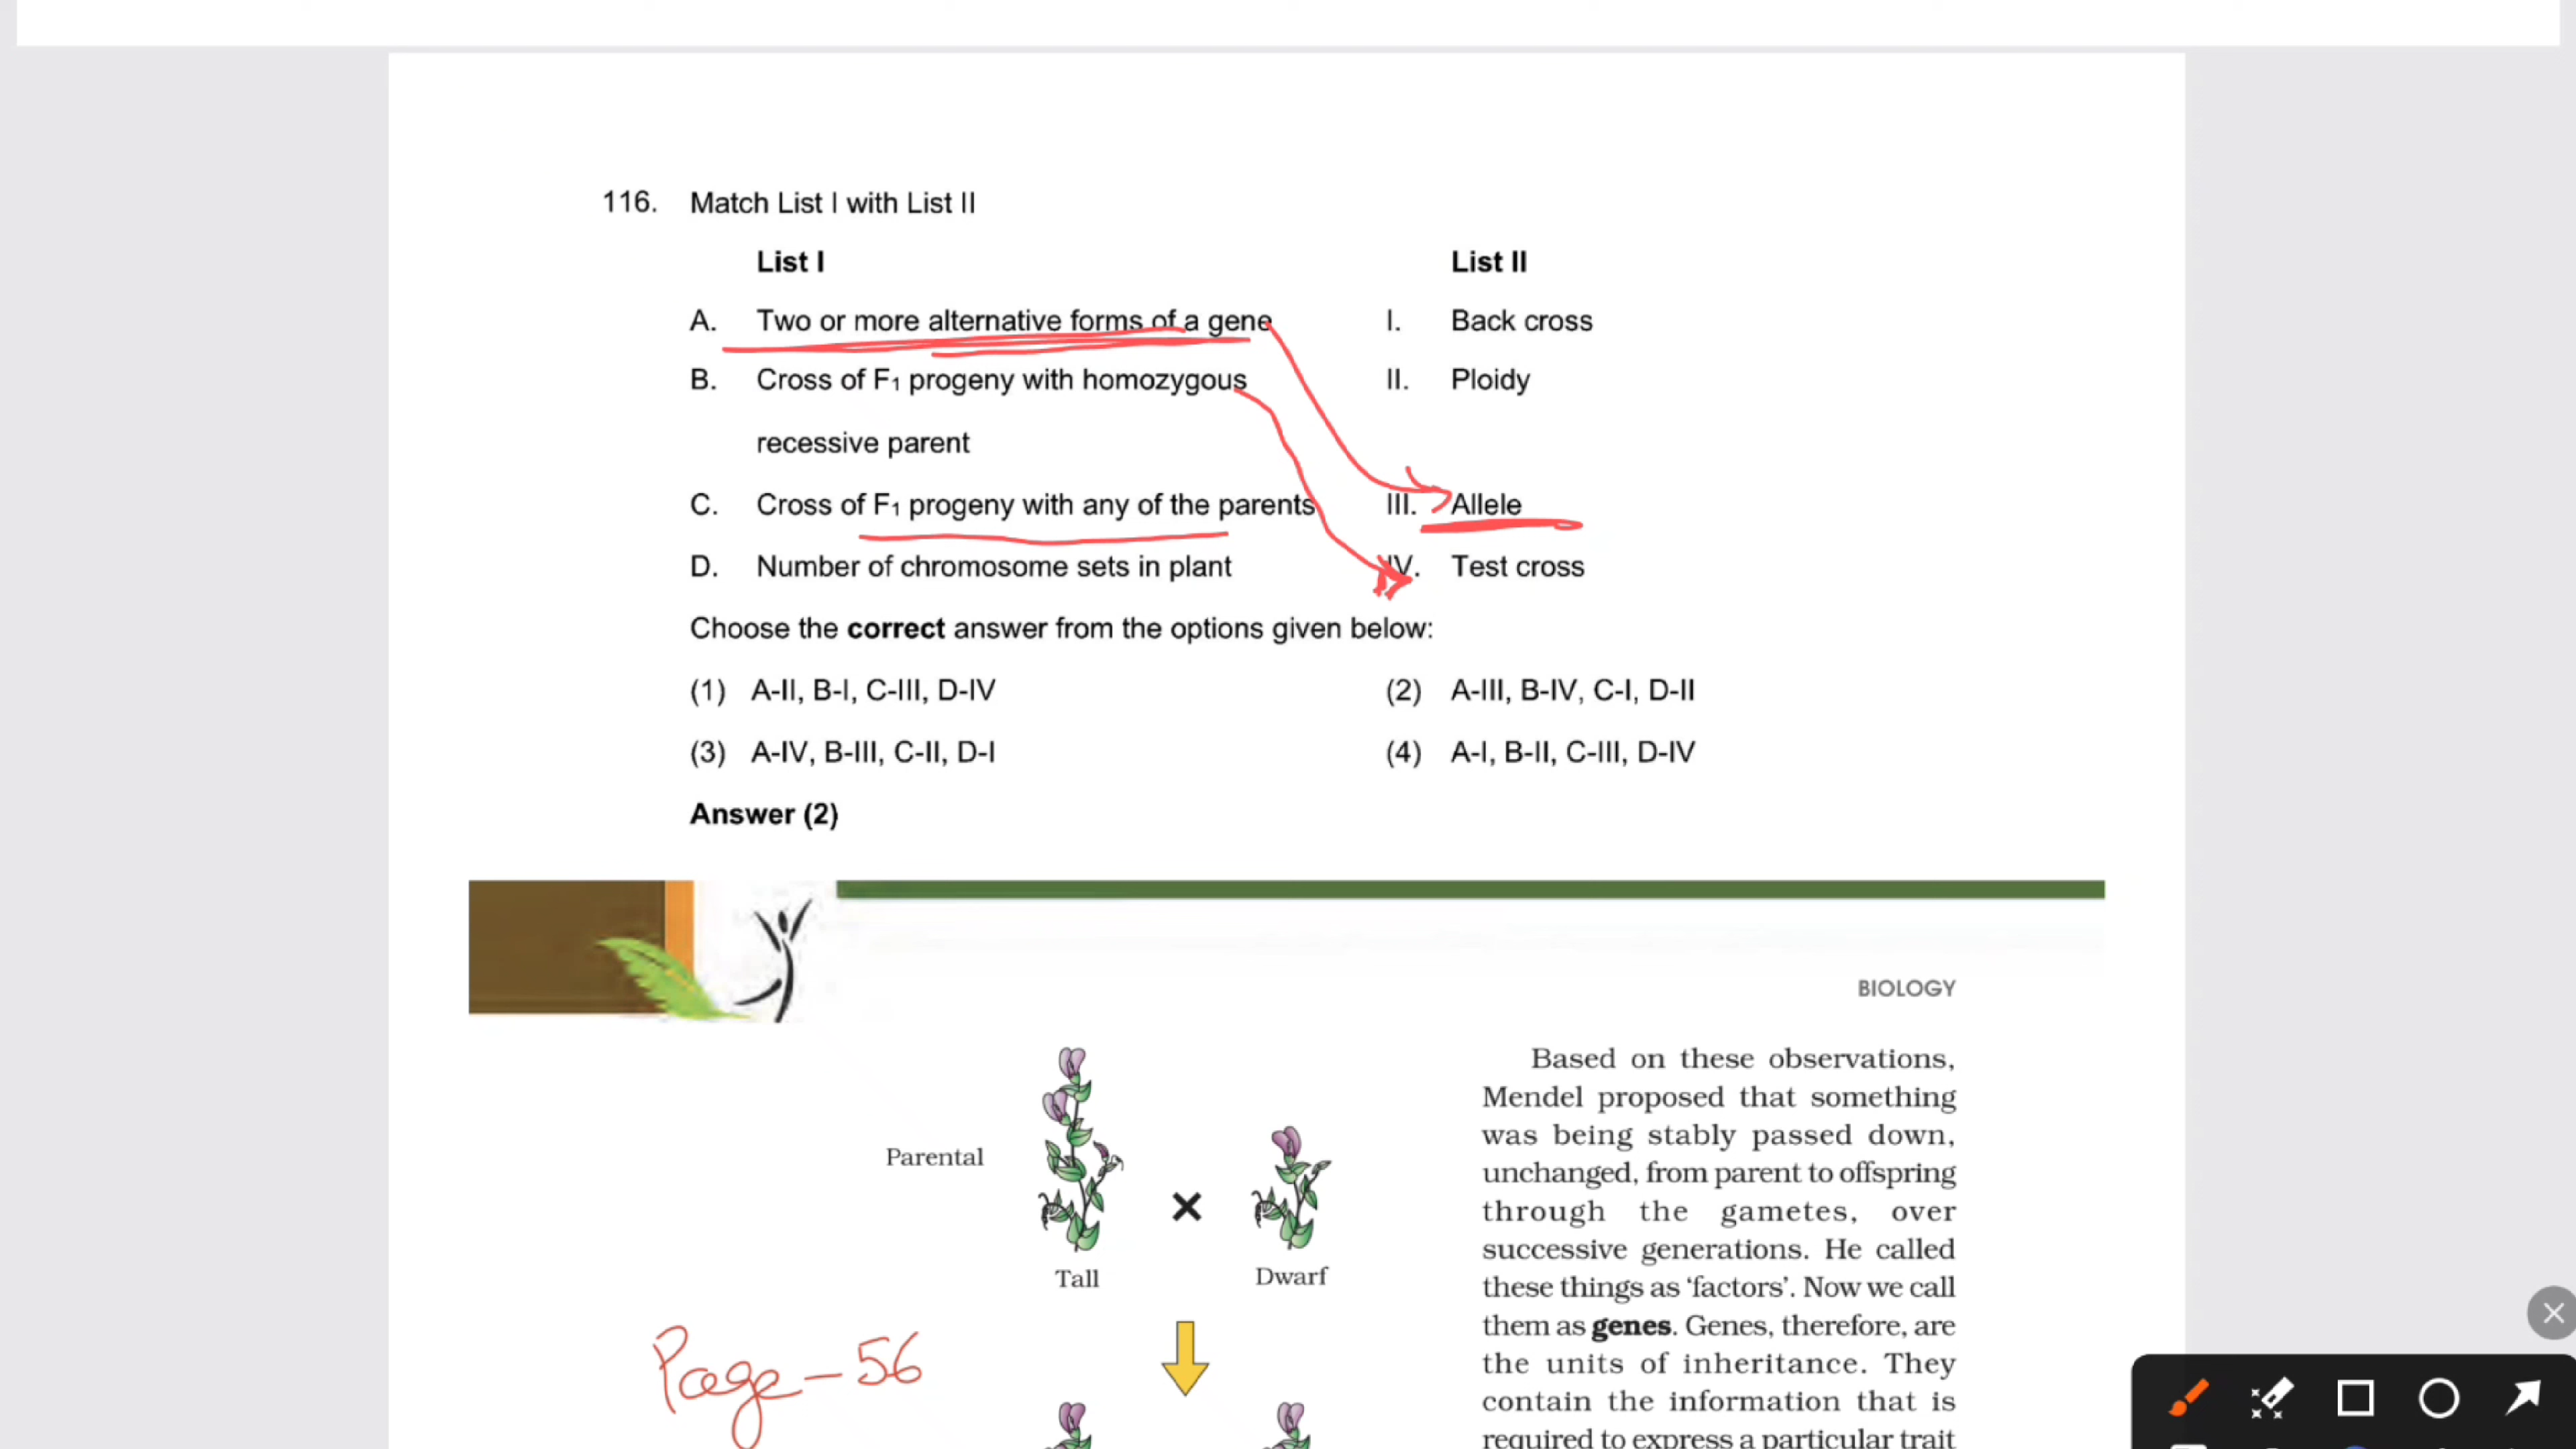 116. Match List I with List II
List I List II
A. Two or more alternative forms of a gene I. Back cross
B. Cross of F₁ progeny with homozygous II. Ploidy
recessive parent
C. Cross of F₁ progeny with any of the parents III. Allele
D. Number of chromosome sets in plant IV. Test cross
Choose the correct answer from the options given below:
(1) A-II, B-I, C-III, D-IV (2) A-III, B-IV, C-I, D-II
(3) A-IV, B-III, C-II, D-I (4) A-I, B-II, C-III, D-IV
Answer (2)
BIOLOGY
Parental
Tall Dwarf
Page-56
Based on these observations,
Mendel proposed that something
was being stably passed down,
unchanged, from parent to offspring
through the gametes, over
successive generations. He called
these things as ‘factors’. Now we call
them as genes. Genes, therefore, are
the units of inheritance. They
contain the information that is
required to express a particular trait